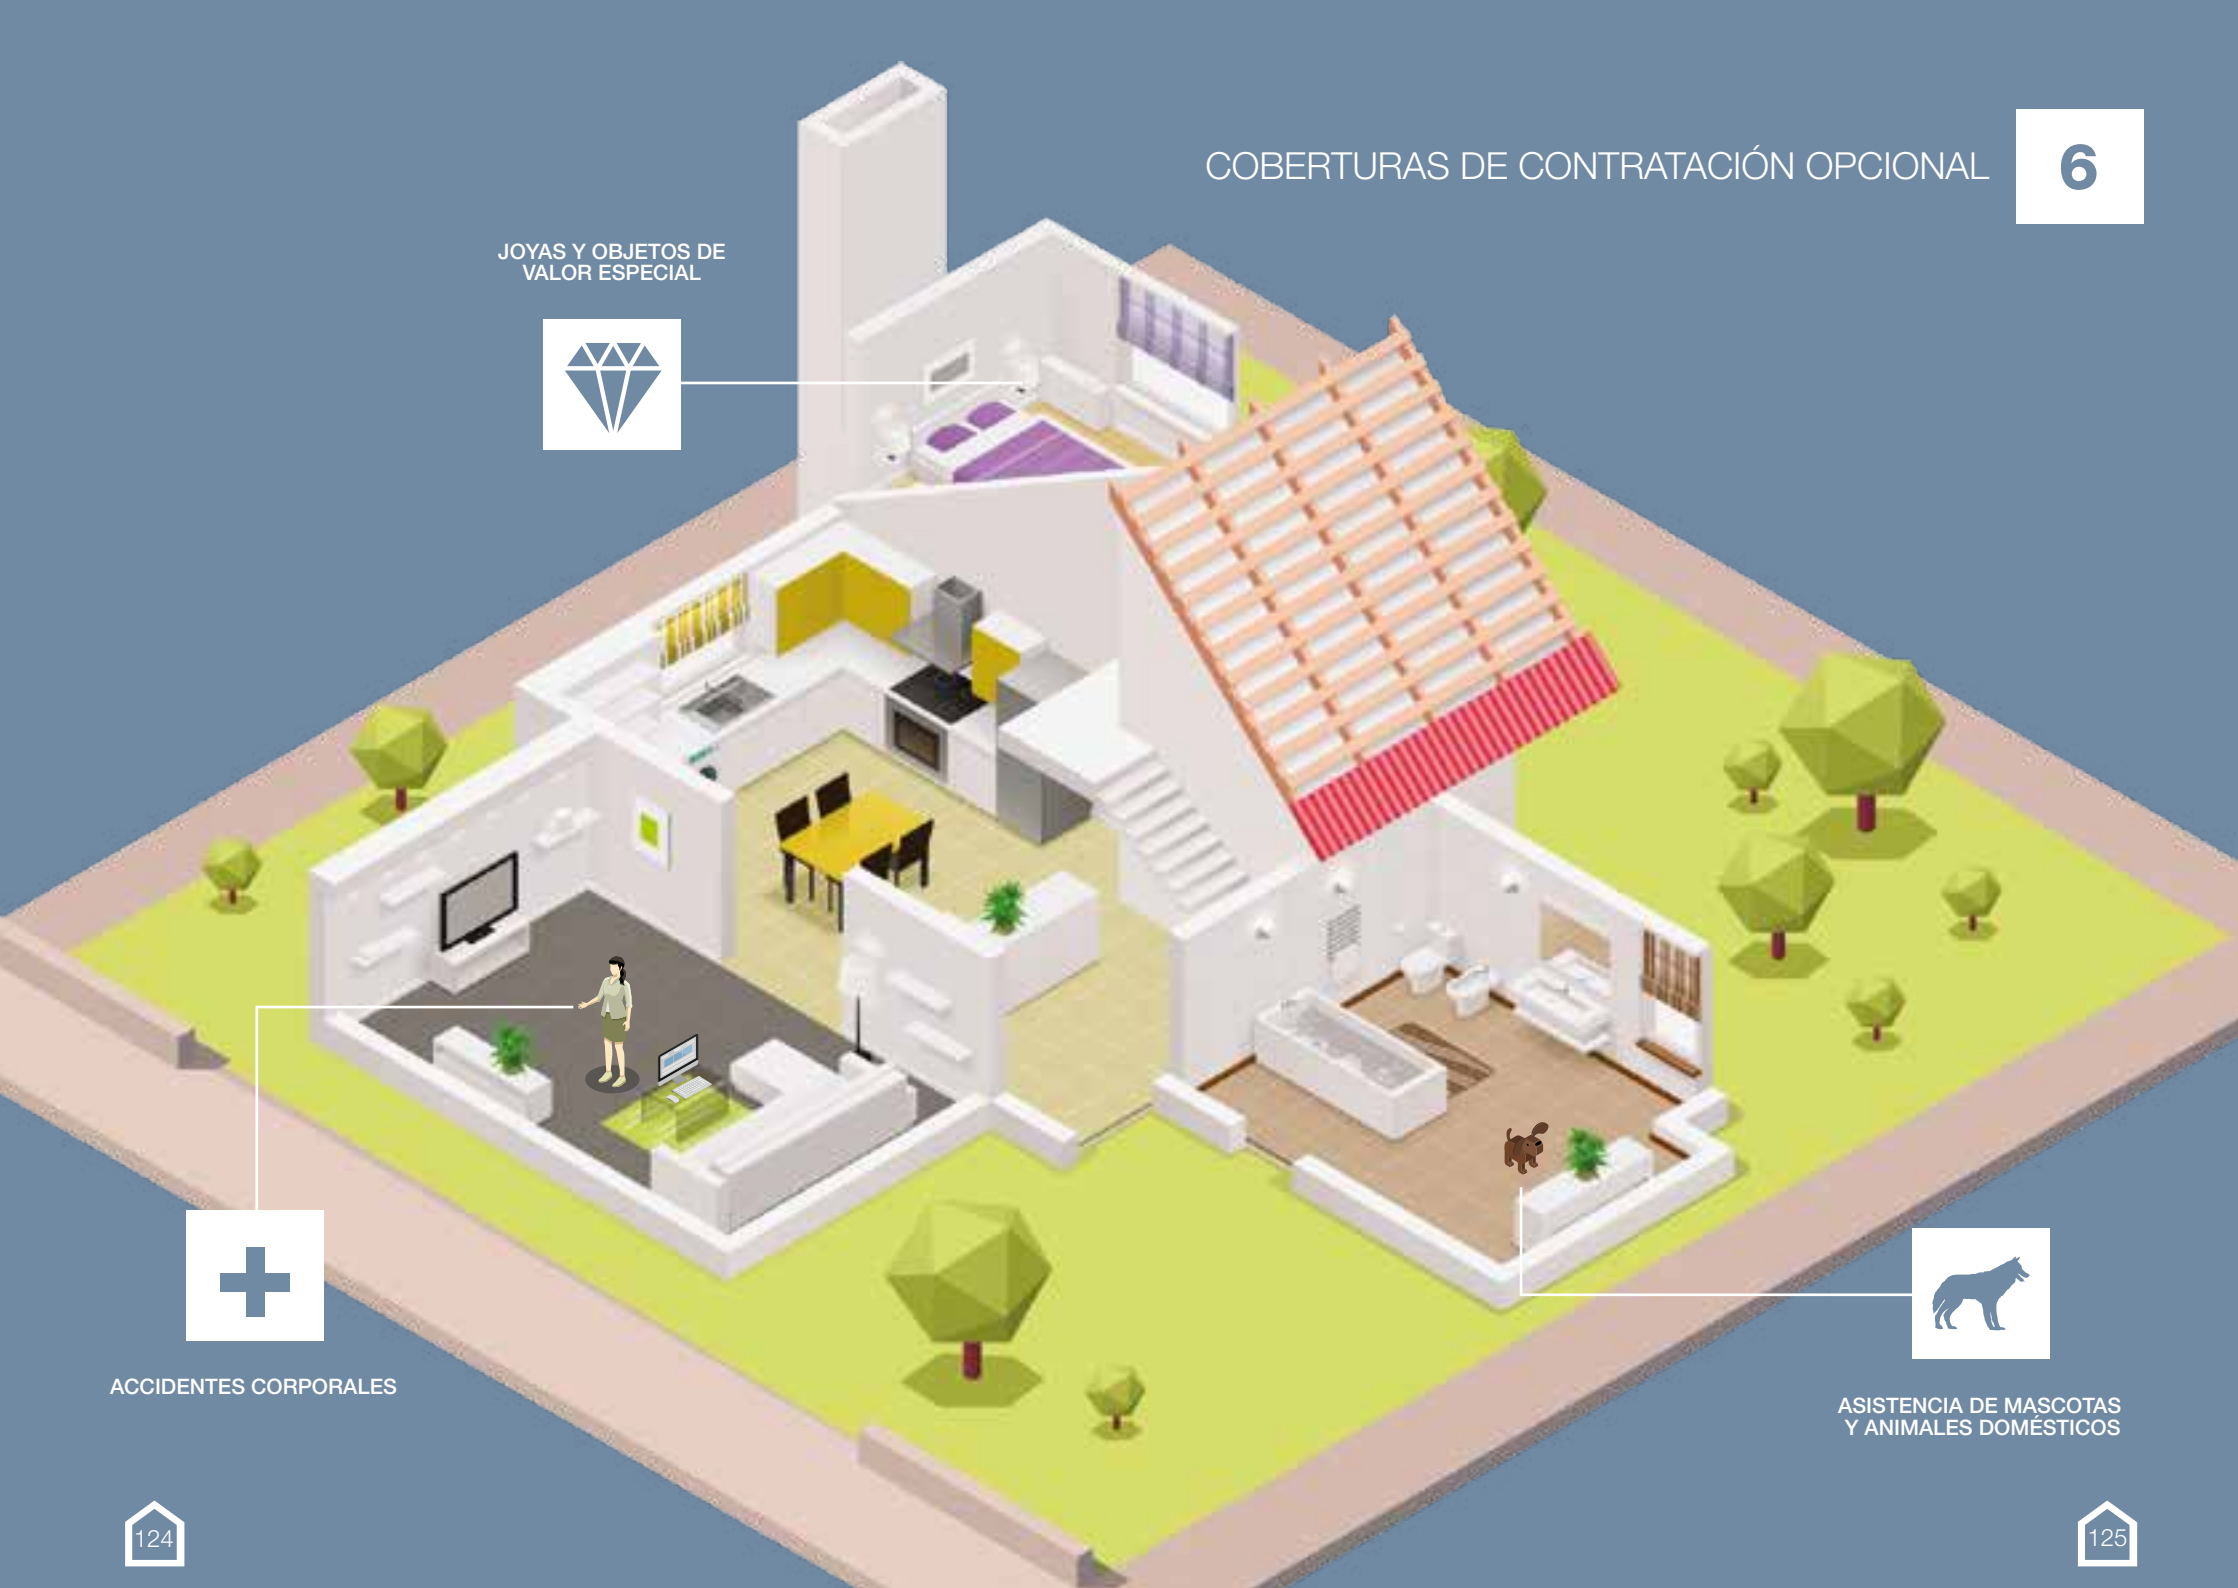 COBERTURAS DE CONTRATACIÓN OPCIONAL
6
JOYAS Y OBJETOS DE
VALOR ESPECIAL
ACCIDENTES CORPORALES
ASISTENCIA DE MASCOTAS
Y ANIMALES DOMÉSTICOS
124
125